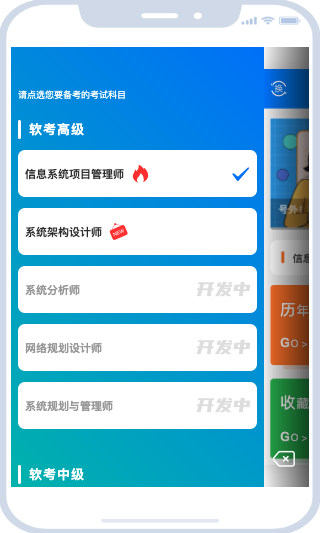 请点选您要备考的考试科目
软考高级
信息系统项目管理师
系统架构设计师
NEW
系统分析师
开发中
网络规划设计师
开发中
系统规划与管理师
开发中
软考中级
换
号外!
信息
历年
GO >
收藏
GO >